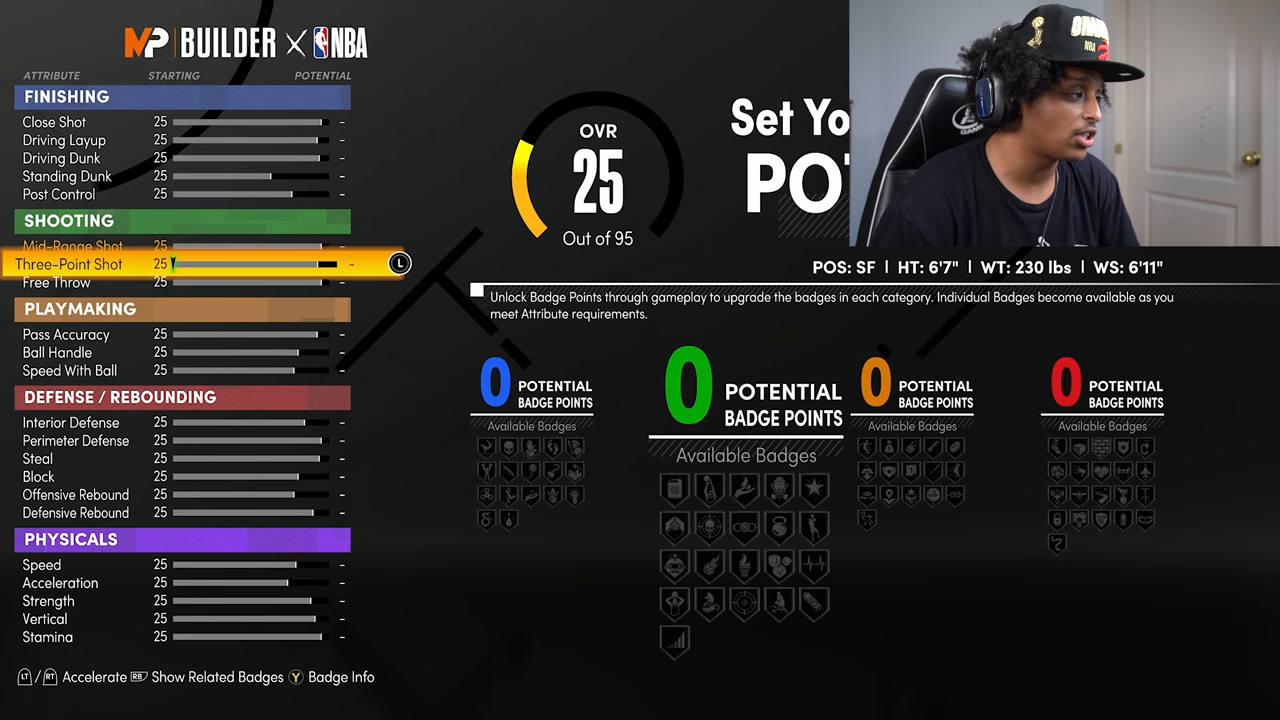 MP | BUILDER X NBA
ATTRIBUTE STARTING POTENTIAL
FINISHING
Close Shot 25 -
Driving Layup 25 -
Driving Dunk 25 -
Standing Dunk 25 -
Post Control 25 -
SHOOTING
Mid-Range Shot 25
Three-Point Shot 25 - L
Free Throw 25
PLAYMAKING
Pass Accuracy 25 -
Ball Handle 25 -
Speed With Ball 25 -
DEFENSE / REBOUNDING
Interior Defense 25 -
Perimeter Defense 25 -
Steal 25 -
Block 25 -
Offensive Rebound 25 -
Defensive Rebound 25 -
PHYSICALS
Speed 25 -
Acceleration 25 -
Strength 25 -
Vertical 25 -
Stamina 25 -
LT / RT Accelerate RB Show Related Badges Y Badge Info
OVR
25
Out of 95
Set Yo
PO
NBA
GAME
POS: SF | HT: 6'7" | WT: 230 lbs | WS: 6'11"
Unlock Badge Points through gameplay to upgrade the badges in each category. Individual Badges become available as you
meet Attribute requirements.
0 POTENTIAL
BADGE POINTS
Available Badges
0 POTENTIAL
BADGE POINTS
Available Badges
0 POTENTIAL
BADGE POINTS
Available Badges
0 POTENTIAL
BADGE POINTS
Available Badges